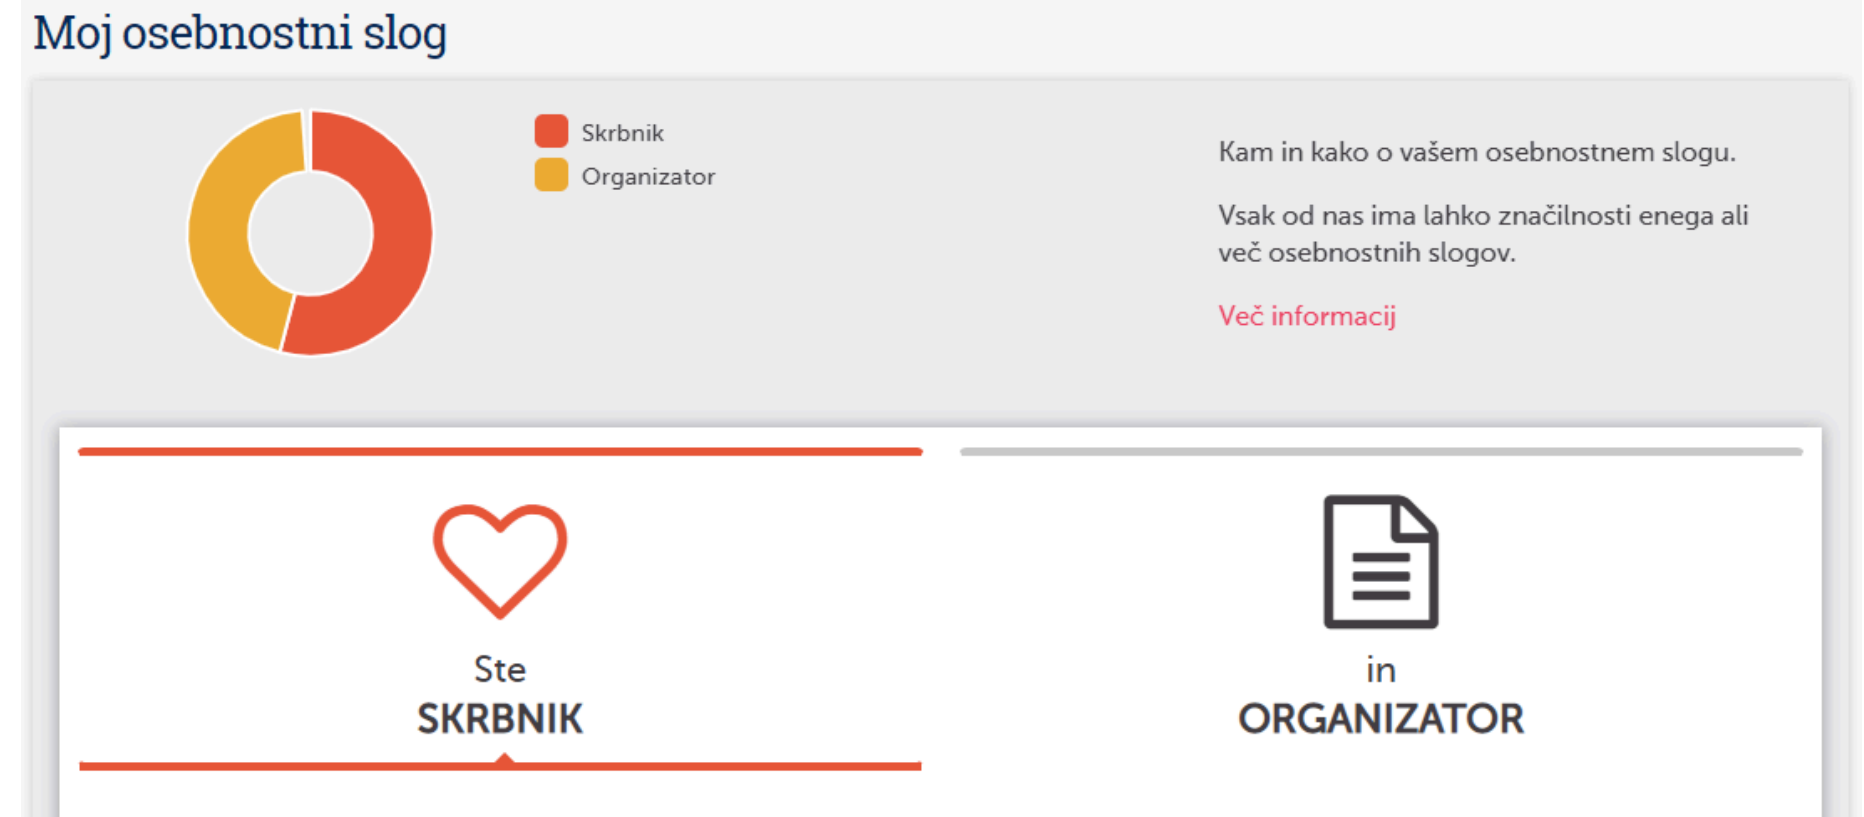 Moj osebnostni slog
Skrbnik
Organizator
Kam in kako o vašem osebnostnem slogu.
Vsak od nas ima lahko značilnosti enega ali
več osebnostnih slogov.
Več informacij
Ste
SKRBNIK
in
ORGANIZATOR